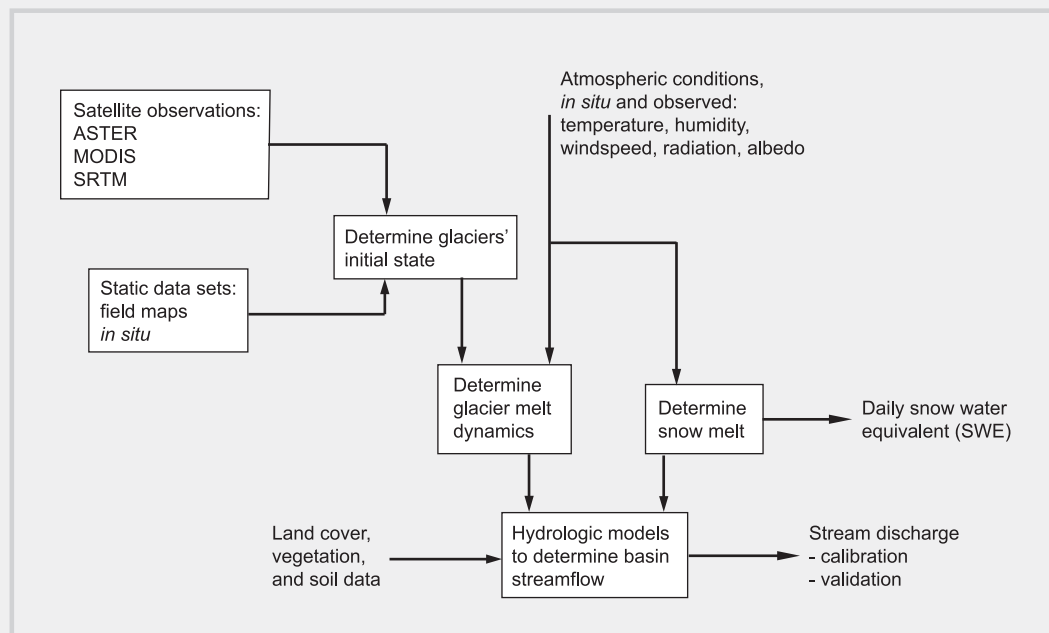 Satellite observations:
ASTER
MODIS
SRTM
Atmospheric conditions,
in situ and observed:
temperature, humidity,
windspeed, radiation, albedo
Determine glaciers’
initial state
Static data sets:
field maps
in situ
Determine
glacier melt
dynamics
Determine
snow melt
Daily snow water
equivalent (SWE)
Land cover,
vegetation,
and soil data
Hydrologic models
to determine basin
streamflow
Stream discharge
- calibration
- validation